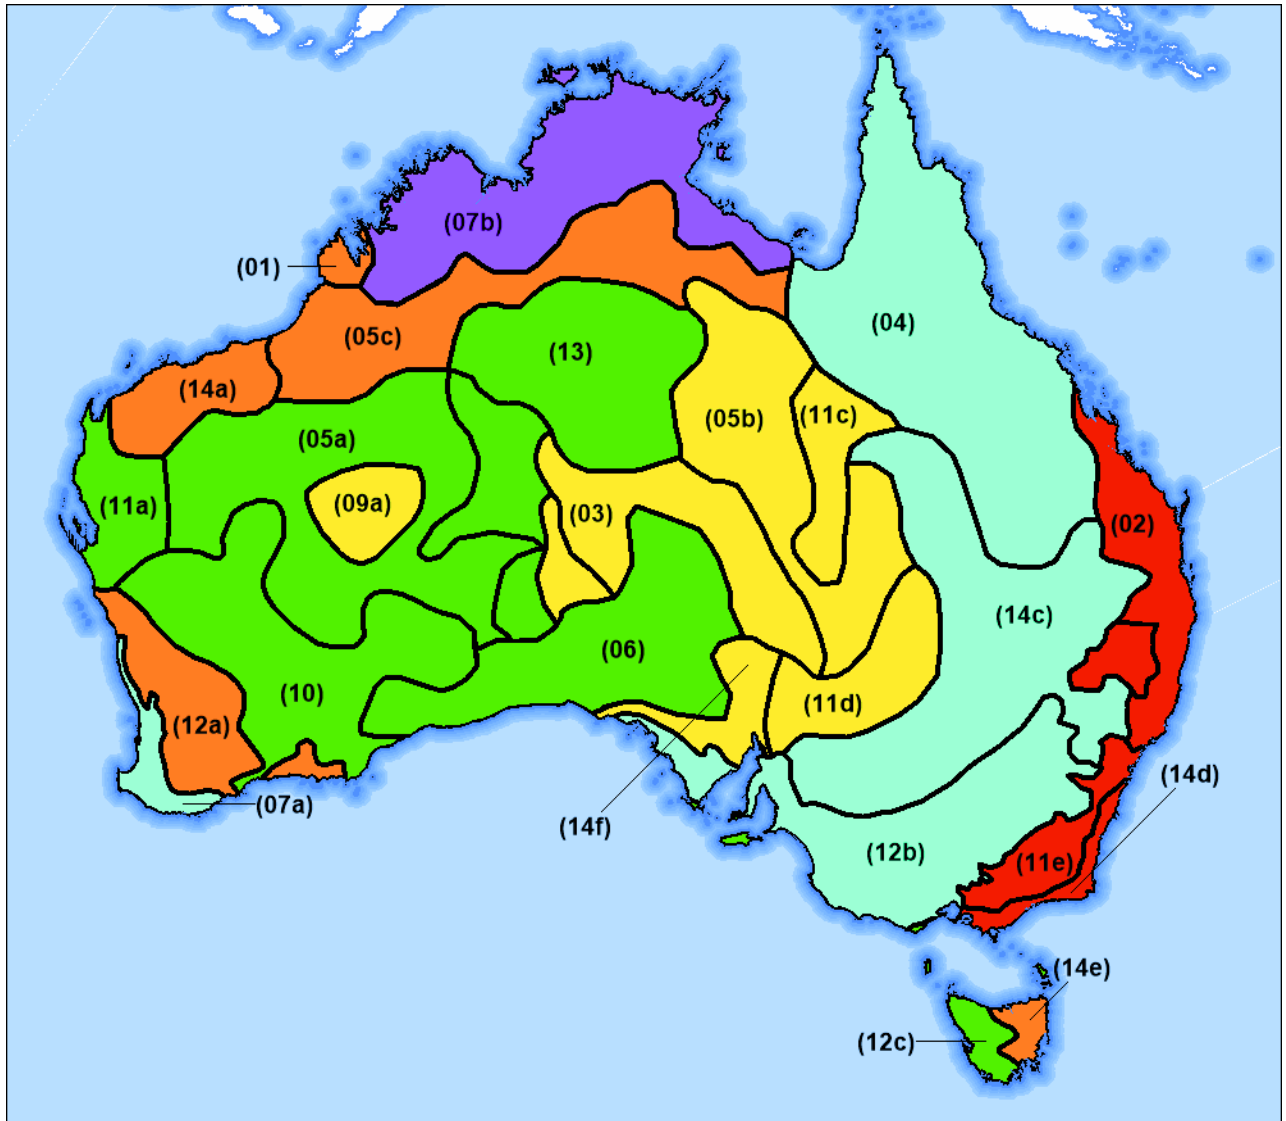 (07b)
(01)
(04)
(05c)
(13)
(14a)
(05b)
(11c)
(05a)
(09a)
(11a)
(03)
(02)
(14c)
(06)
(10)
(11d)
(12a)
(14d)
(07a)
(14f)
(12b)
(11e)
(14e)
(12c)